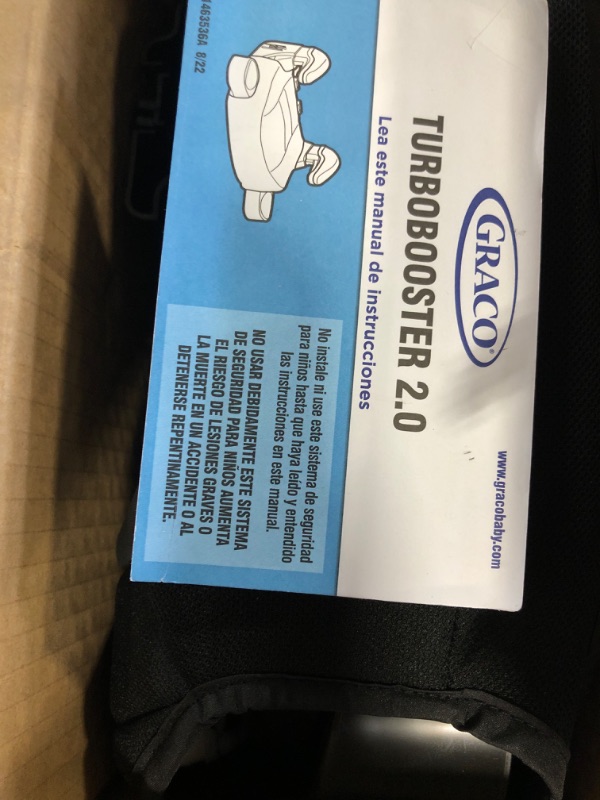 GRACO®
www.gracobaby.com
TURBOBOOSTER 2.0
Lea este manual de instrucciones
No instale ni use este sistema de seguridad
para niños hasta que haya leído y entendido
las instrucciones en este manual.
NO USAR DEBIDAMENTE ESTE SISTEMA
DE SEGURIDAD PARA NIÑOS AUMENTA
EL RIESGO DE LESIONES GRAVES O
LA MUERTE EN UN ACCIDENTE O AL
DETENERSE REPENTINAMENTE.
1463536A 8/22